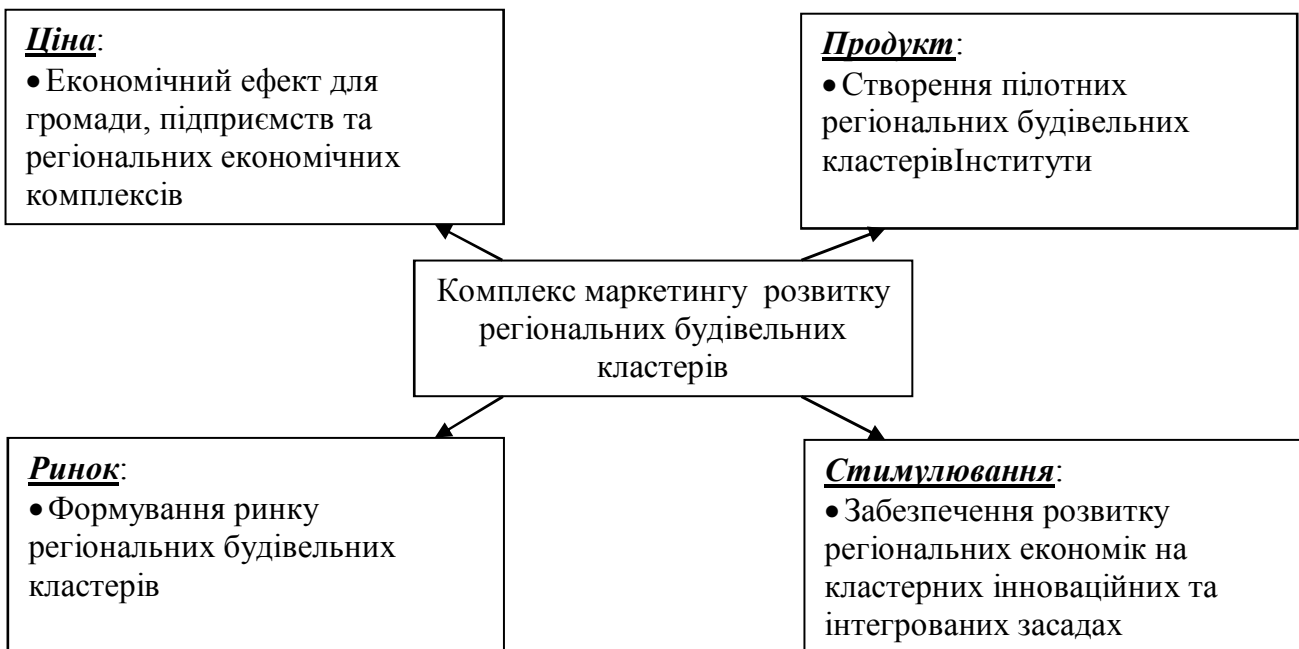 Ціна:
• Економічний ефект для
громади, підприємств та
регіональних економічних
комплексів
Продукт:
• Створення пілотних
регіональних будівельних
кластерівІнститути
Комплекс маркетингу розвитку
регіональних будівельних
кластерів
Ринок:
• Формування ринку
регіональних будівельних
кластерів
Стимулювання:
• Забезпечення розвитку
регіональних економік на
кластерних інноваційних та
інтегрованих засадах